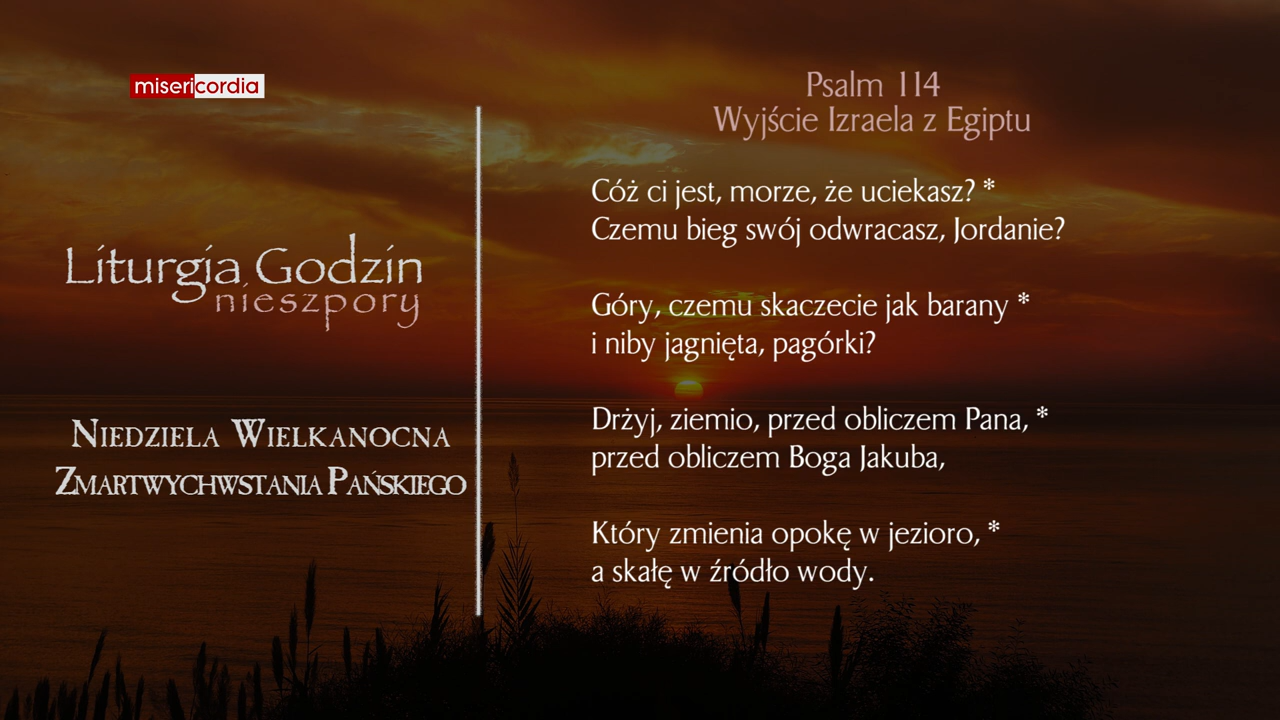 misericordia
Liturgia Godzin
nieszpory
Niedziela Wielkanocna
Zmartwychwstania Pańskiego
Psalm 114
Wyjście Izraela z Egiptu
Cóż ci jest, morze, że uciekasz? *
Czemu bieg swój odwracasz, Jordanie?
Góry, czemu skaczecie jak barany *
i niby jagnięta, pagórki?
Drżyj, ziemio, przed obliczem Pana, *
przed obliczem Boga Jakuba,
Który zmienia opokę w jezioro, *
a skałę w źródło wody.